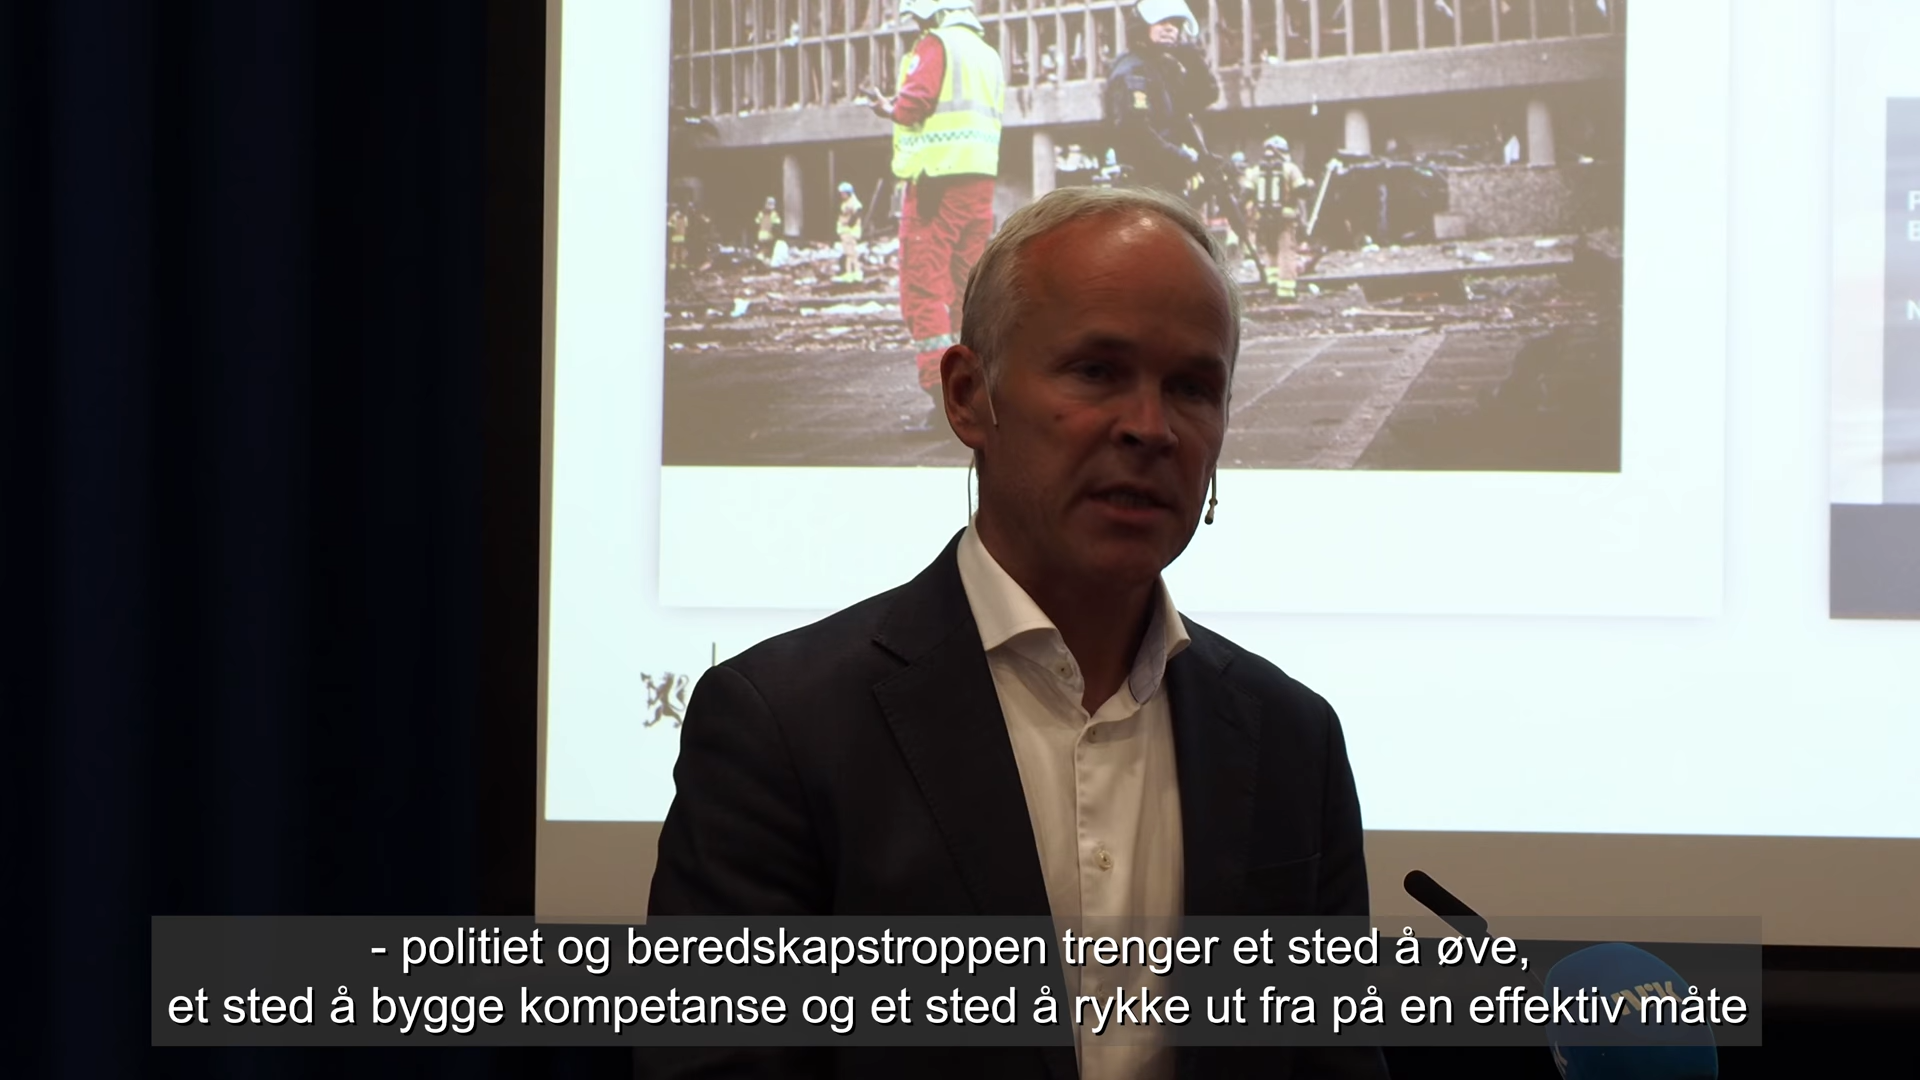 - politiet og beredskapstroppen trenger et sted å øve,
et sted å bygge kompetanse og et sted å rykke ut fra på en effektiv måte